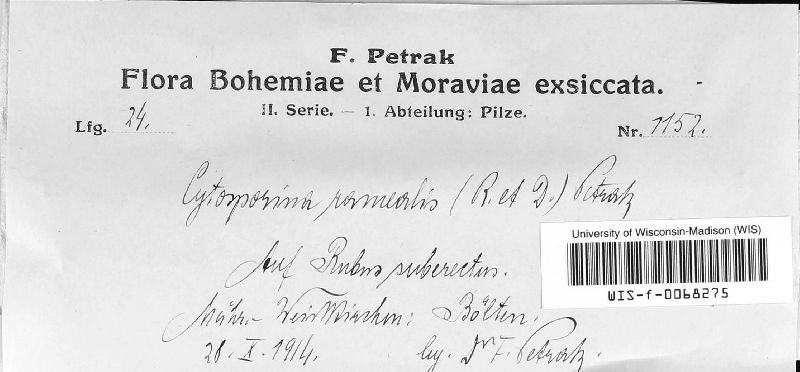 F. Petrak
Flora Bohemiae et Moraviae exsiccata.
II. Serie. — 1. Abteilung: Pilze.
Lfg. 24.
Nr. 1152.
Cytosporina ramealis (R. et D.) Petrak
Auf Rubus suberectus.
Mähr.- Weisskirchen: Bölten.
28. X. 1914. lg. Dr. F. Petrak.
University of Wisconsin-Madison (WIS)
WIS-f-0068275